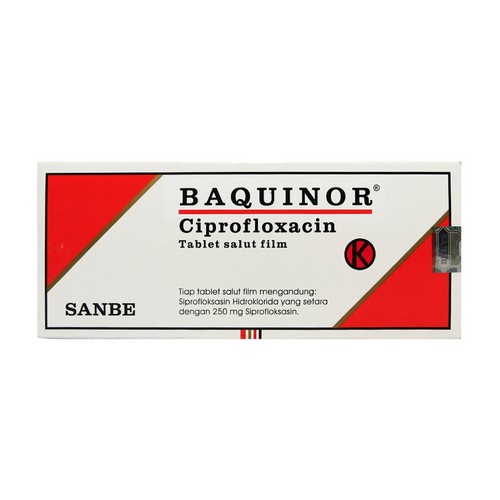 BAQUINOR®
Ciprofloxacin
Tablet salut film
K
Tiap tablet salut film mengandung:
Siprofloksasin Hidroklorida yang setara
dengan 250 mg Siprofloksasin.
SANBE